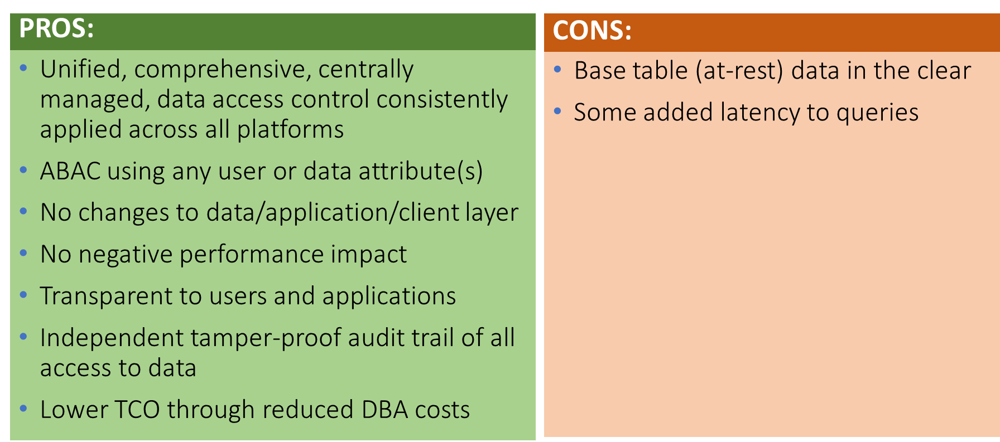 PROS:
• Unified, comprehensive, centrally
managed, data access control consistently
applied across all platforms
• ABAC using any user or data attribute(s)
• No changes to data/application/client layer
• No negative performance impact
• Transparent to users and applications
• Independent tamper-proof audit trail of all
access to data
• Lower TCO through reduced DBA costs
CONS:
• Base table (at-rest) data in the clear
• Some added latency to queries